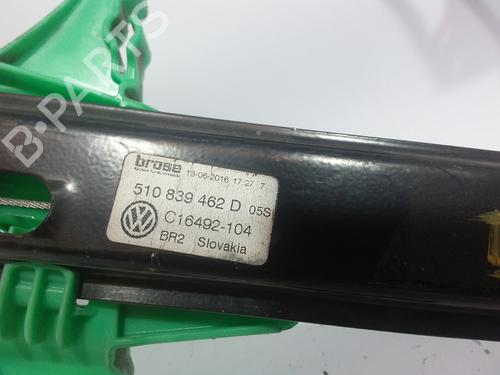 B-PARTS
brose 13-06-2016 17:27 7
510 839 462 D 05S
C16492-104
BR2 Slovakia